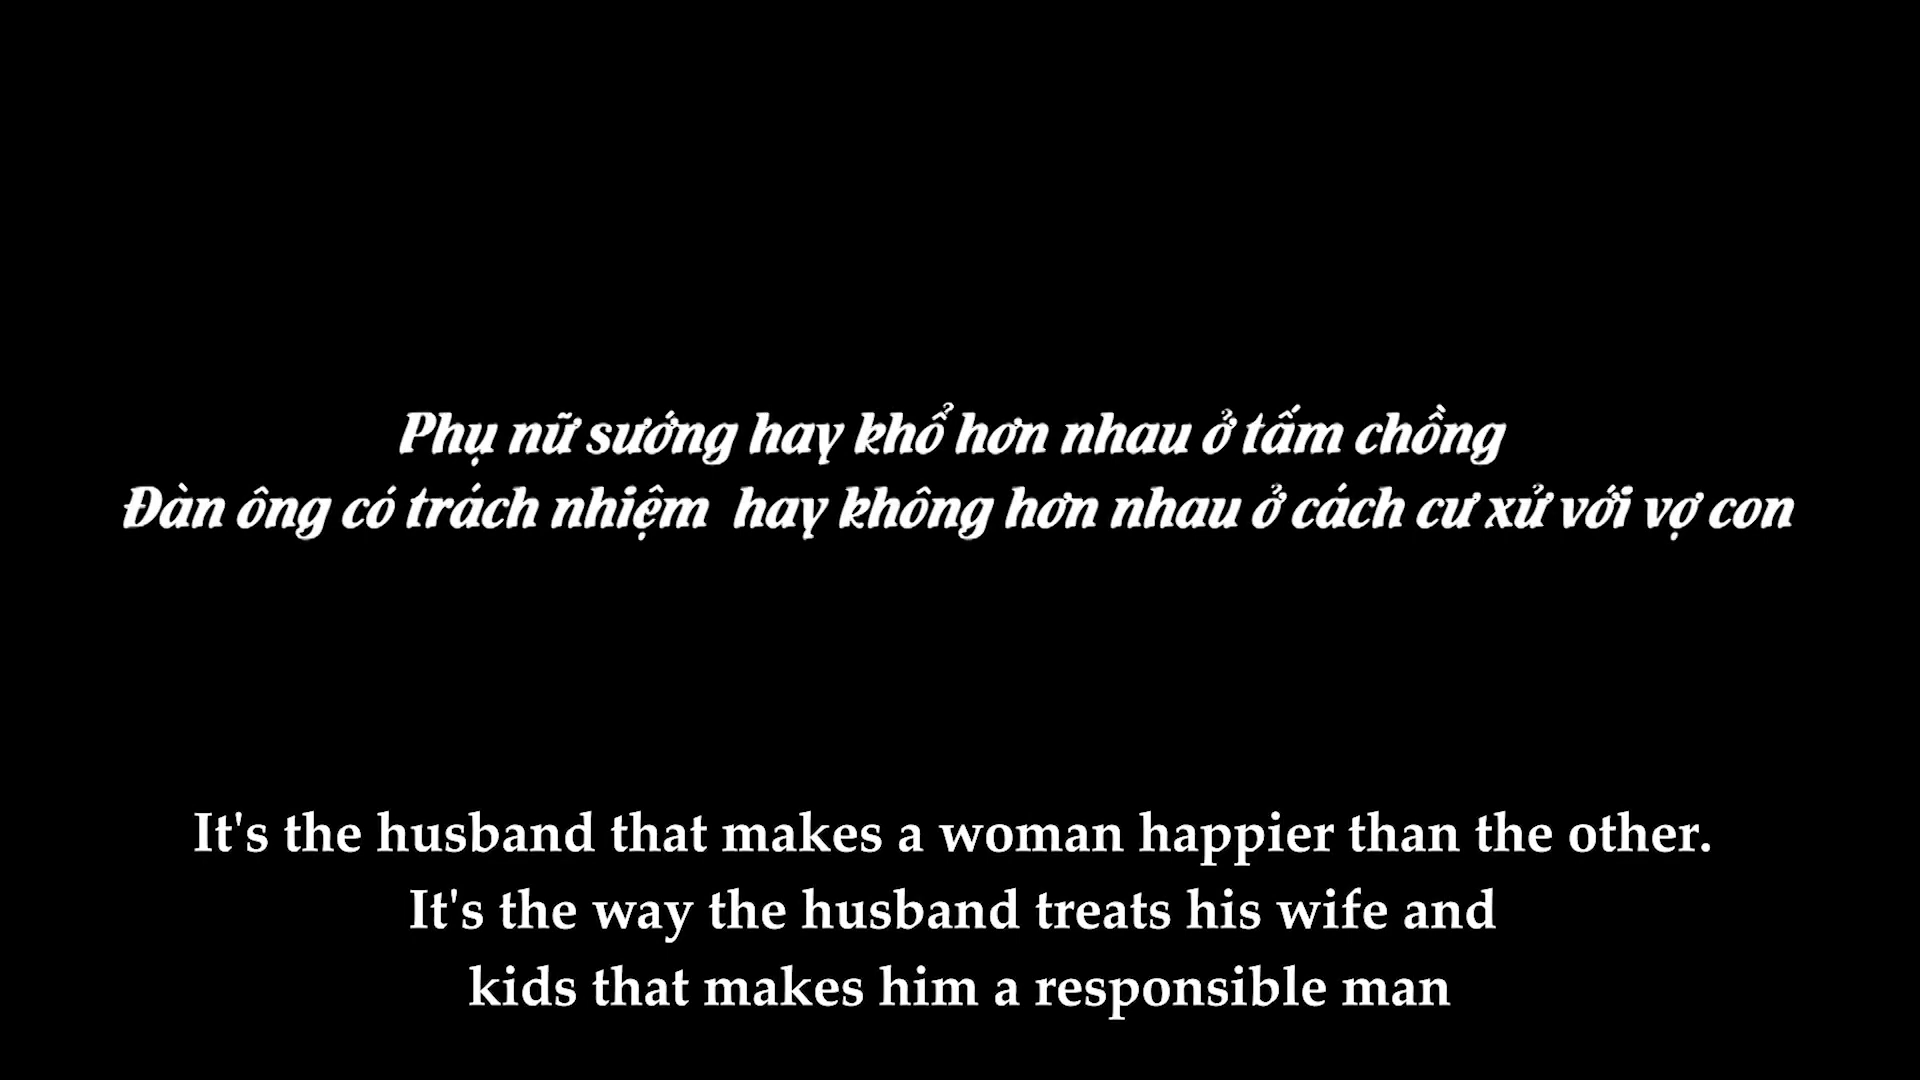 Phụ nữ sướng hay khổ hơn nhau ở tấm chồng
Đàn ông có trách nhiệm hay không hơn nhau ở cách cư xử với vợ con
It's the husband that makes a woman happier than the other.
It's the way the husband treats his wife and
kids that makes him a responsible man